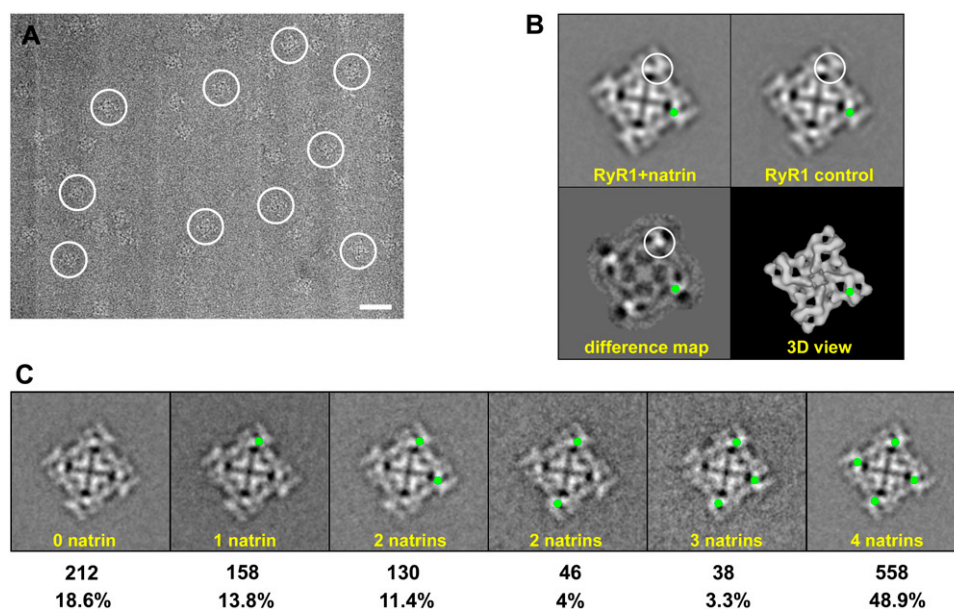 A
B
RyR1+natrin RyR1 control
difference map 3D view
C
0 natrin 1 natrin 2 natrins 2 natrins 3 natrins 4 natrins
212 158 130 46 38 558
18.6% 13.8% 11.4% 4% 3.3% 48.9%